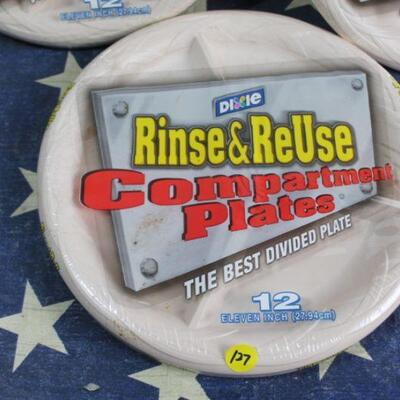 12
ELEVEN INCH (27.94cm)
DIXIE
Rinse&ReUse
Compartment
Plates
THE BEST DIVIDED PLATE
12
ELEVEN INCH (27.94cm)
127